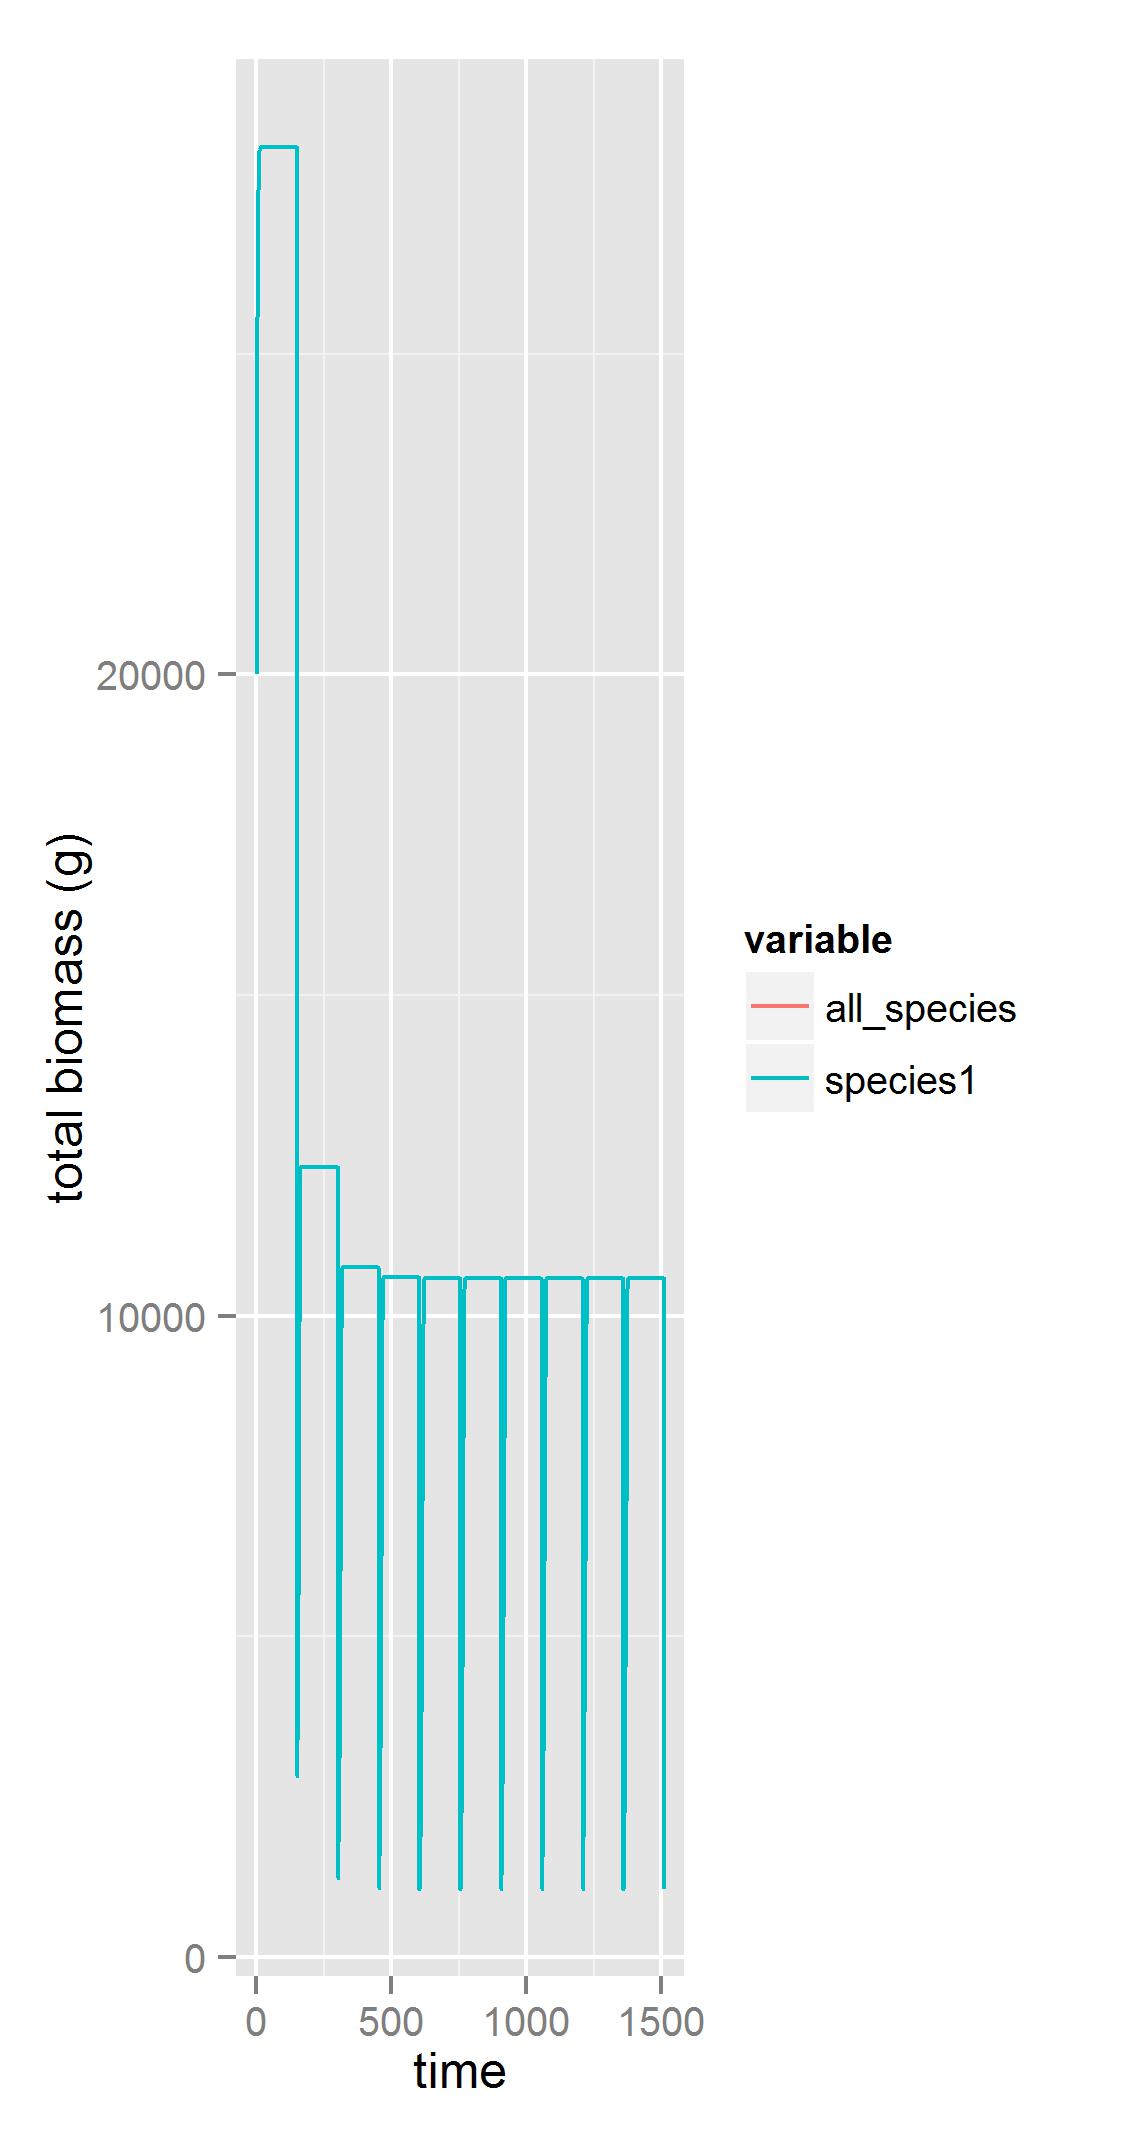 total biomass (g)
20000
10000
0
0 500 1000 1500
time
variable
all_species
species1